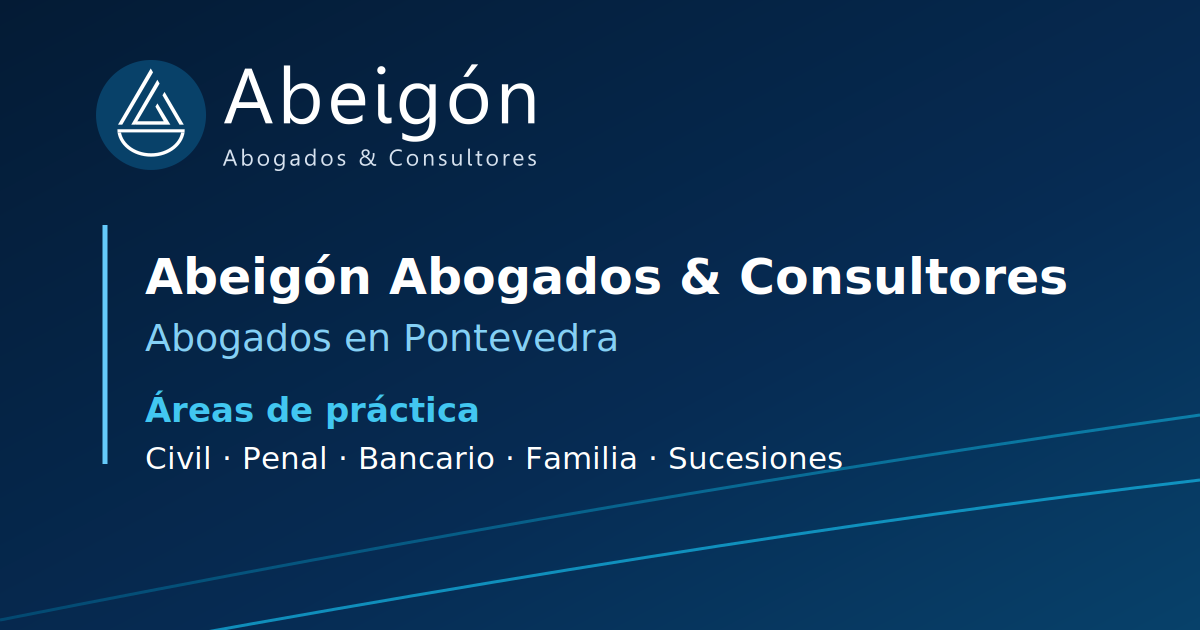 Abeigón
Abogados & Consultores
Abeigón Abogados & Consultores
Abogados en Pontevedra
Áreas de práctica
Civil · Penal · Bancario · Familia · Sucesiones